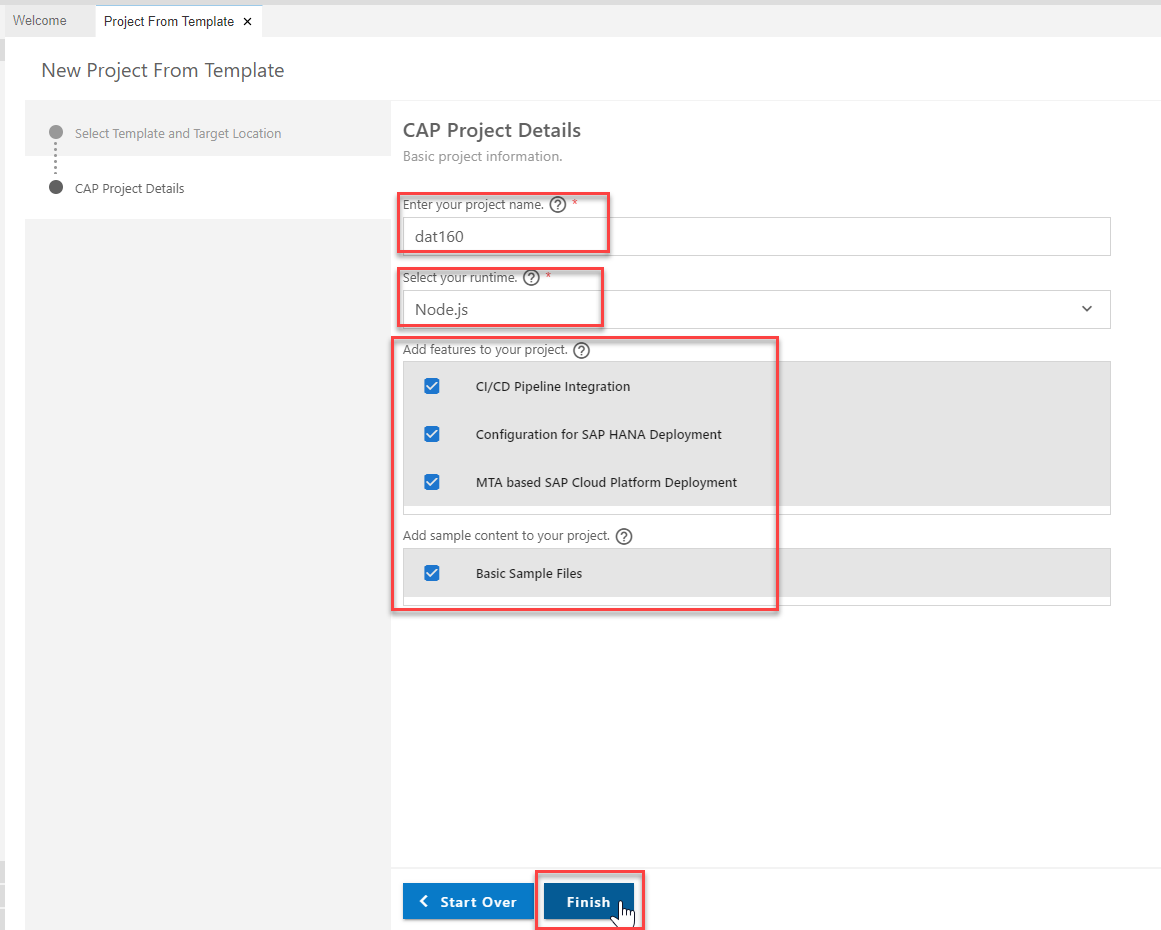 Welcome
Project From Template
New Project From Template
Select Template and Target Location
CAP Project Details
CAP Project Details
Basic project information.
Enter your project name. *
dat160
Select your runtime. *
Node.js
Add features to your project.
CI/CD Pipeline Integration
Configuration for SAP HANA Deployment
MTA based SAP Cloud Platform Deployment
Add sample content to your project.
Basic Sample Files
Start Over
Finish